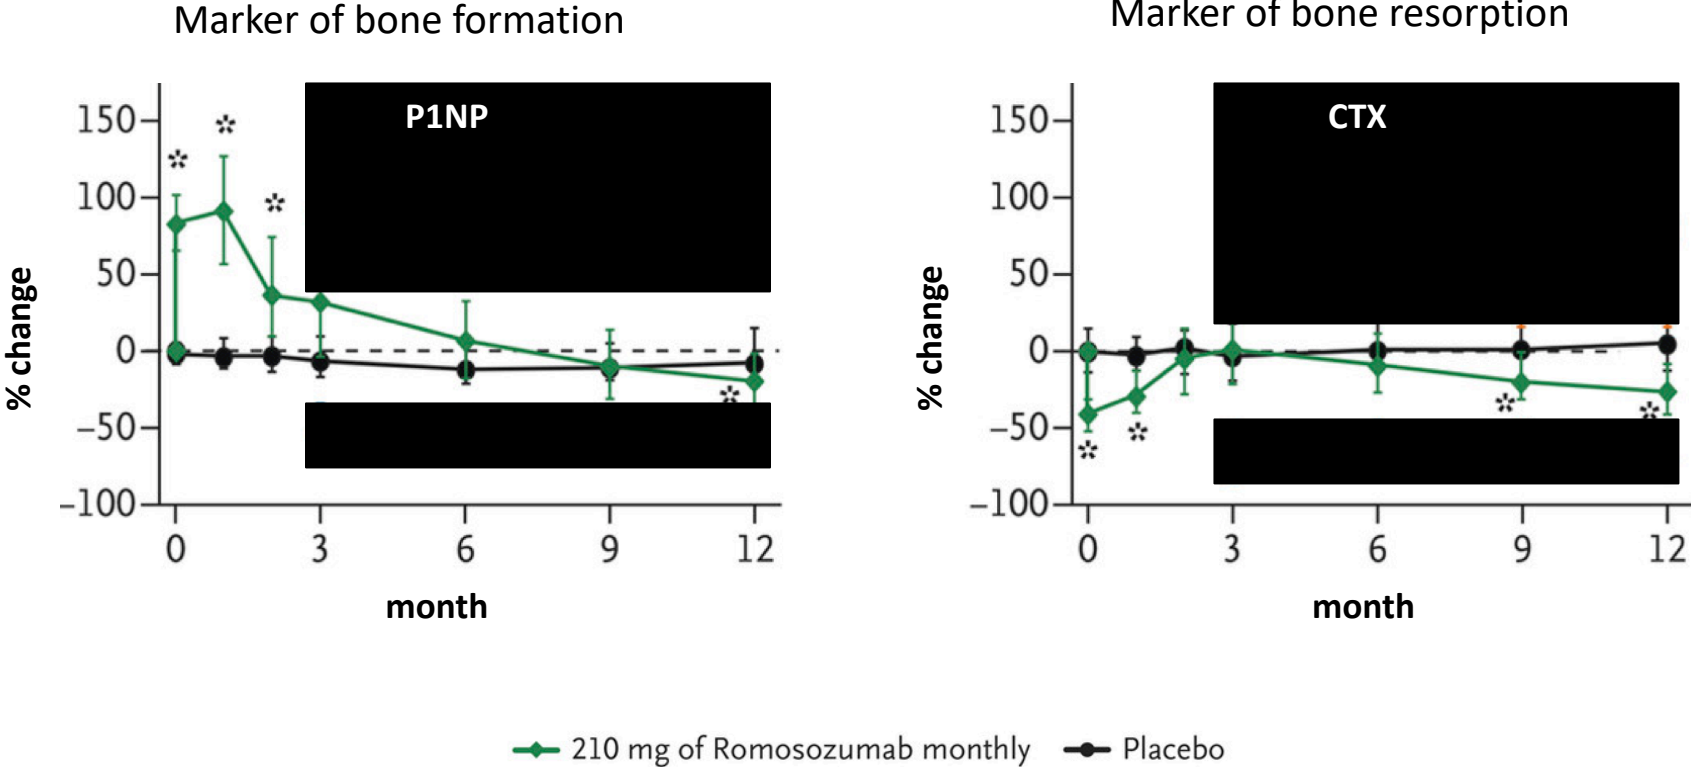 Marker of bone formation
Marker of bone resorption
P1NP
150
100
50
0
–50
–100
% change
0 3 6 9 12
month
CTX
150
100
50
0
–50
–100
% change
0 3 6 9 12
month
210 mg of Romosozumab monthly
Placebo